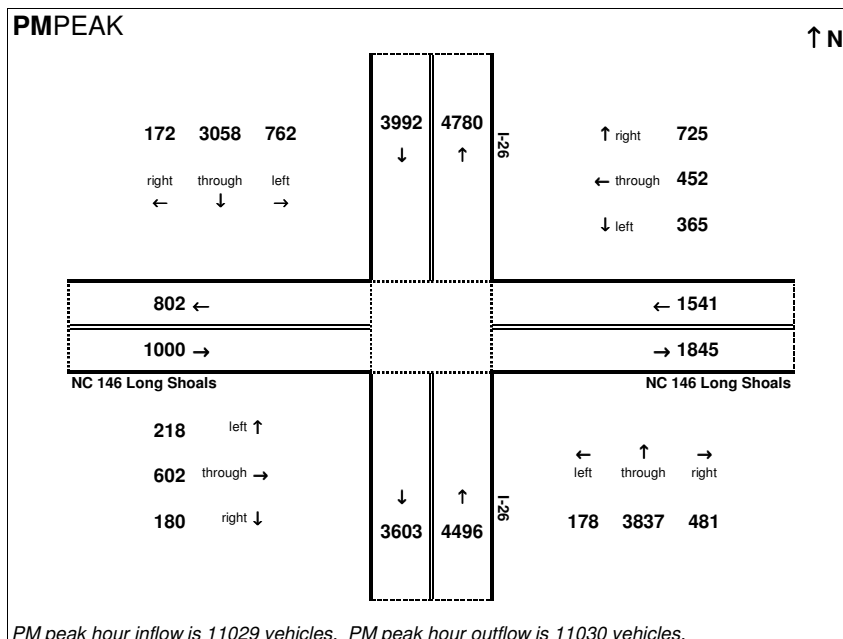 PMPEAK
↑ N
172 3058 762
right through left
← ↓ →
3992 4780
↓ ↑
I-26
↑ right 725
← through 452
↓ left 365
802 ←
1000 →
← 1541
→ 1845
NC 146 Long Shoals
NC 146 Long Shoals
218 left ↑
602 through →
180 right ↓
↓ ↑
3603 4496
I-26
← ↑ →
left through right
178 3837 481
PM peak hour inflow is 11029 vehicles. PM peak hour outflow is 11030 vehicles.